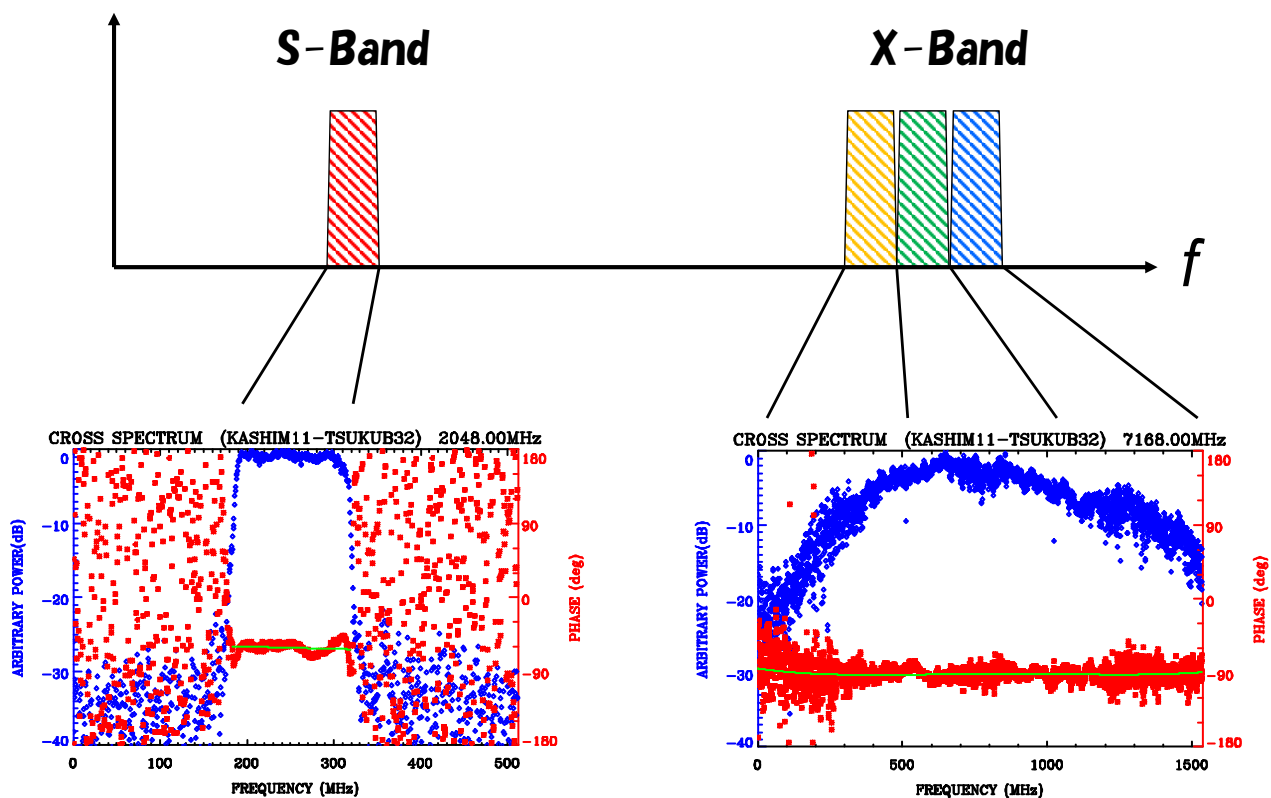 S-Band
X-Band
f
CROSS SPECTRUM (KASHIM11-TSUKUB32) 2048.00MHz
0
-10
-20
-30
-40
ARBITRARY POWER(dB)
180
90
0
-90
-180
PHASE (deg)
0 100 200 300 400 500
FREQUENCY (MHz)
CROSS SPECTRUM (KASHIM11-TSUKUB32) 7168.00MHz
0
-10
-20
-30
-40
ARBITRARY POWER(dB)
180
90
0
-90
-180
PHASE (deg)
0 500 1000 1500
FREQUENCY (MHz)